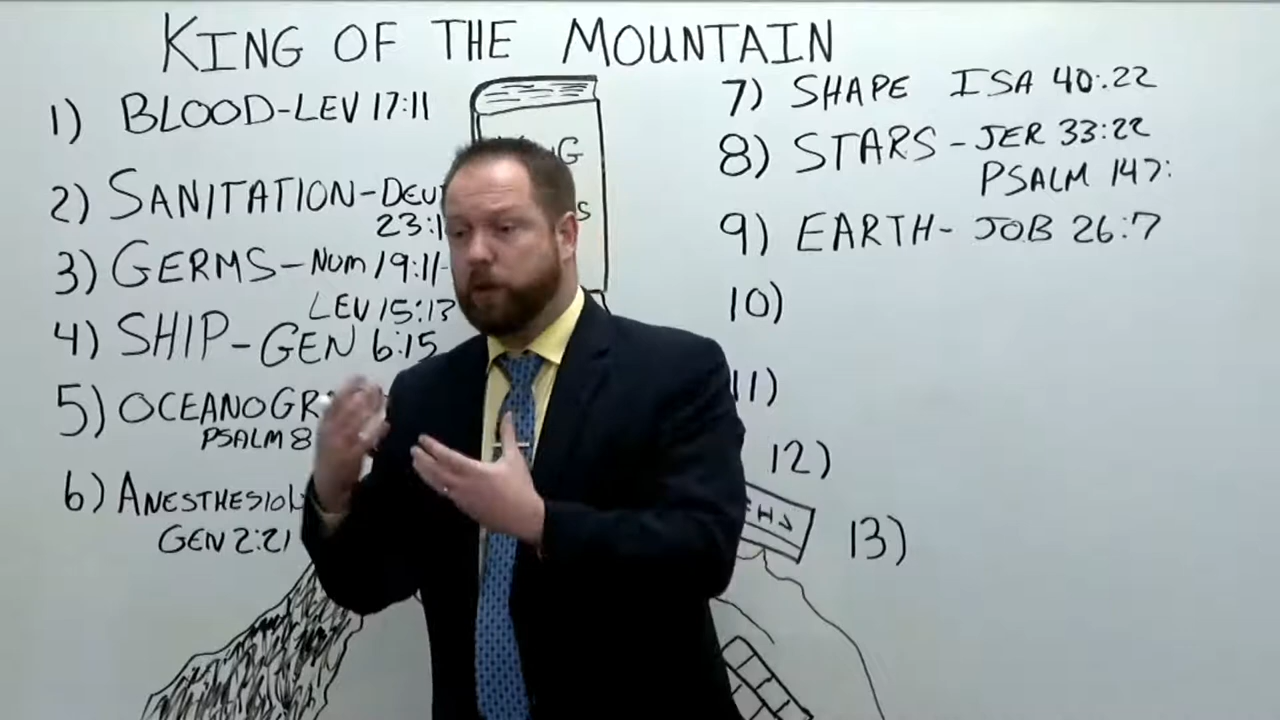 KING OF THE MOUNTAIN
1) BLOOD-LEV 17:11
2) SANITATION-DEU
23:1
3) GERMS-NUM 19:11-
LEV 15:13
4) SHIP-GEN 6:15
5) OCEANOGR
PSALM 8
6) ANESTHESIOL
GEN 2:21
7) SHAPE ISA 40:22
8) STARS-JER 33:22
PSALM 147:
9) EARTH-JOB 26:7
10)
11)
12)
13)